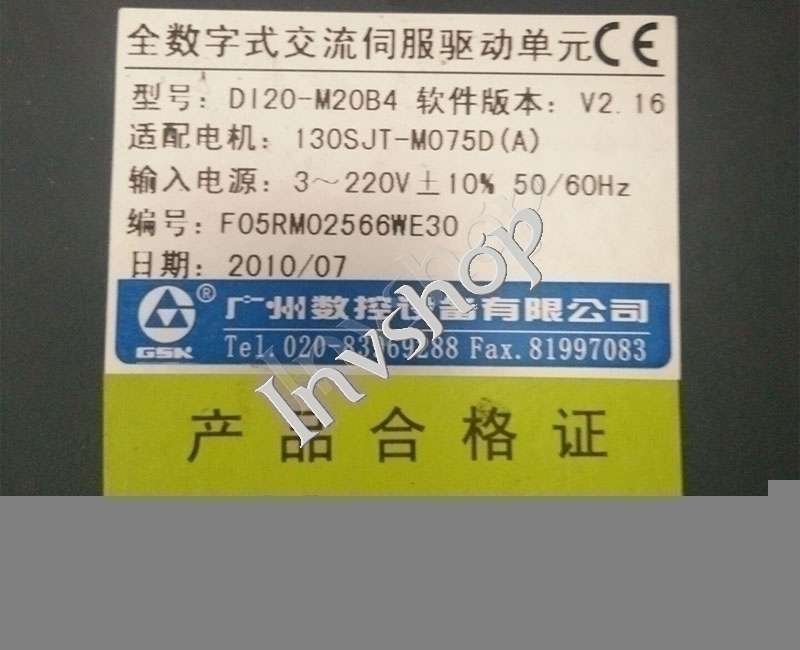 全数字式交流伺服驱动单元 CE
型号: DI20-M20B4 软件版本: V2.16
适配电机: 130SJT-M075D(A)
输入电源: 3～220V±10% 50/60Hz
编号: F05RM02566WE30
日期: 2010/07
® 广州数控设备有限公司
GSK Tel.020-83969288 Fax.81997083
Invshop
产品合格证